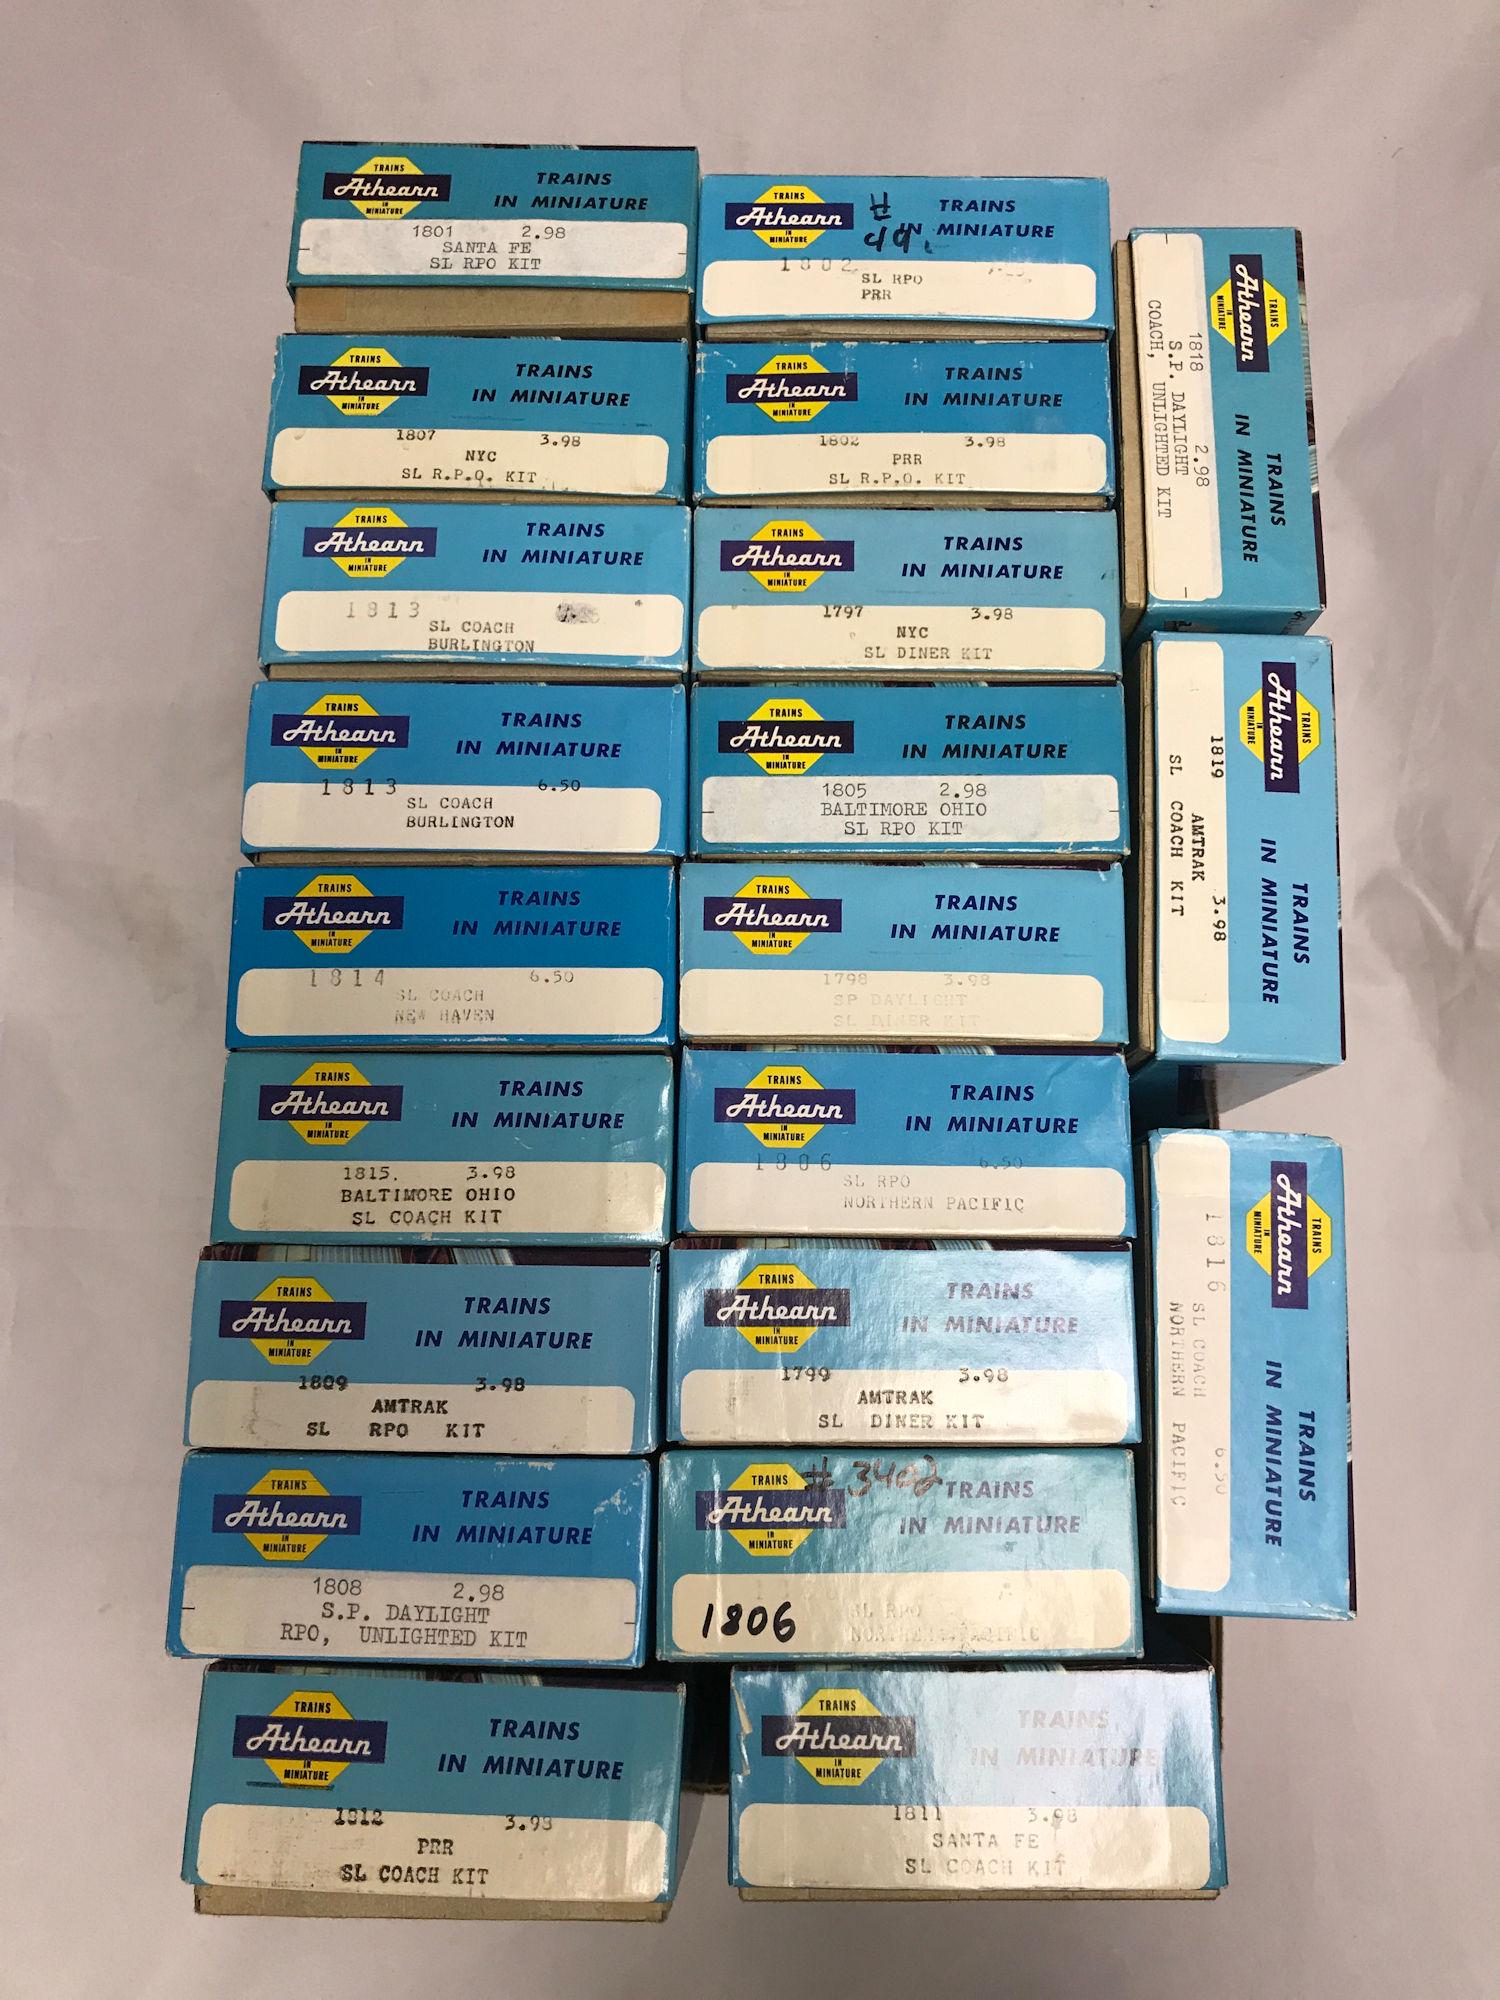 TRAINS
Athearn
IN
MINIATURE
TRAINS
IN MINIATURE
1801 2.98
SANTA FE
SL RPO KIT
TRAINS
Athearn
IN
MINIATURE
TRAINS
IN MINIATURE
1807 3.98
NYC
SL R.P.O. KIT
TRAINS
Athearn
IN
MINIATURE
TRAINS
IN MINIATURE
1813
SL COACH
BURLINGTON
TRAINS
Athearn
IN
MINIATURE
TRAINS
IN MINIATURE
1813 6.50
SL COACH
BURLINGTON
TRAINS
Athearn
IN
MINIATURE
TRAINS
IN MINIATURE
1814 6.50
SL COACH
NEW HAVEN
TRAINS
Athearn
IN
MINIATURE
TRAINS
IN MINIATURE
1815. 3.98
BALTIMORE OHIO
SL COACH KIT
TRAINS
Athearn
IN
MINIATURE
TRAINS
IN MINIATURE
1809 3.98
AMTRAK
SL RPO KIT
TRAINS
Athearn
IN
MINIATURE
TRAINS
IN MINIATURE
1808 2.98
S.P. DAYLIGHT
RPO, UNLIGHTED KIT
TRAINS
Athearn
IN
MINIATURE
TRAINS
IN MINIATURE
1812 3.98
PRR
SL COACH KIT
TRAINS
Athearn
IN
MINIATURE
#
TRAINS
IN MINIATURE
1802
SL RPO
PRR
TRAINS
Athearn
IN
MINIATURE
TRAINS
IN MINIATURE
1802 3.98
PRR
SL R.P.O. KIT
TRAINS
Athearn
IN
MINIATURE
TRAINS
IN MINIATURE
1797 3.98
NYC
SL DINER KIT
TRAINS
Athearn
IN
MINIATURE
TRAINS
IN MINIATURE
1805 2.98
BALTIMORE OHIO
SL RPO KIT
TRAINS
Athearn
IN
MINIATURE
TRAINS
IN MINIATURE
1798 3.98
SP DAYLIGHT
SL DINER KIT
TRAINS
Athearn
IN
MINIATURE
TRAINS
IN MINIATURE
1806 6.50
SL RPO
NORTHERN PACIFIC
TRAINS
Athearn
IN
MINIATURE
TRAINS
IN MINIATURE
1799 3.98
AMTRAK
SL DINER KIT
TRAINS
Athearn
IN
MINIATURE
# 3402
TRAINS
IN MINIATURE
1806
SL RPO
NORTHERN PACIFIC
TRAINS
Athearn
IN
MINIATURE
TRAINS
IN MINIATURE
1811 3.98
SANTA FE
SL COACH KIT
TRAINS
Athearn
IN
MINIATURE
TRAINS
IN MINIATURE
1818 2.98
S.P. DAYLIGHT
COACH, UNLIGHTED KIT
TRAINS
Athearn
IN
MINIATURE
TRAINS
IN MINIATURE
1819 3.98
AMTRAK
SL COACH KIT
TRAINS
Athearn
IN
MINIATURE
TRAINS
IN MINIATURE
1816 6.50
SL COACH
NORTHERN PACIFIC